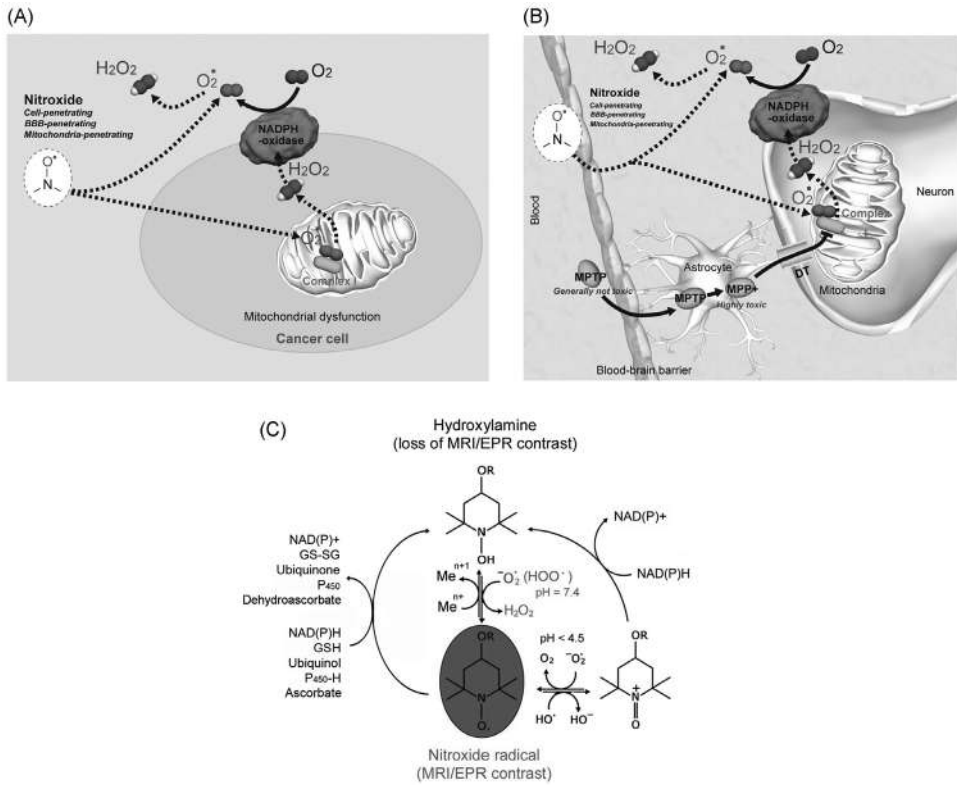 (A)
H2O2
O2*
O2
Nitroxide
Cell-penetrating
BBB-penetrating
Mitochondria-penetrating
NADPH
-oxidase
O•
N
H2O2
O2
Complex I
Mitochondrial dysfunction
Cancer cell
(B)
H2O2
O2*
O2
Nitroxide
Cell-penetrating
BBB-penetrating
Mitochondria-penetrating
NADPH
-oxidase
O•
N
H2O2
O2
Complex
Neuron
Blood
Astrocyte
MPTP
Generally not toxic
MPTP
MPP+
Highly toxic
DT
Mitochondria
Blood-brain barrier
(C)
Hydroxylamine
(loss of MRI/EPR contrast)
OR
N
OH
NAD(P)+
GS-SG
Ubiquinone
P450
Dehydroascorbate
NAD(P)H
GSH
Ubiquinol
P450-H
Ascorbate
NAD(P)+
NAD(P)H
Me n+1
Me n+
−O2• (HOO•)
pH = 7.4
H2O2
OR
N
O•
pH < 4.5
O2 −O2•
HO• HO−
OR
N+
O
Nitroxide radical
(MRI/EPR contrast)